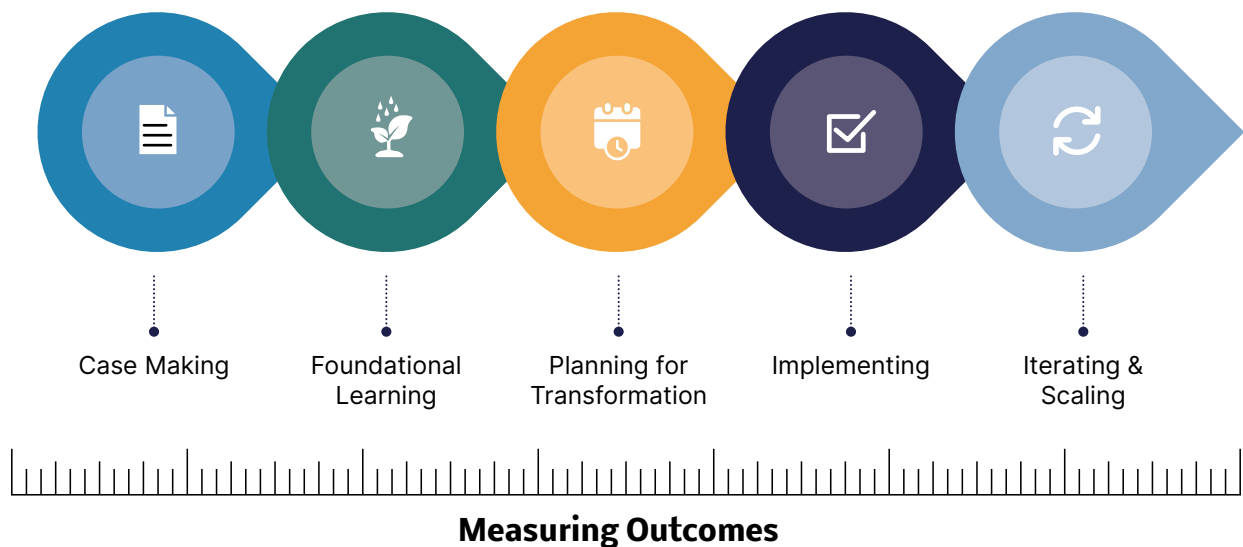 Case Making
Foundational
Learning
Planning for
Transformation
Implementing
Iterating &
Scaling
Measuring Outcomes